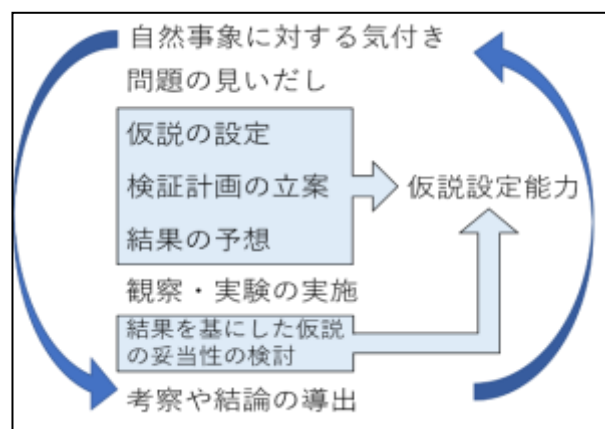 自然事象に対する気付き
問題の見いだし
仮説の設定
検証計画の立案
結果の予想
仮説設定能力
観察・実験の実施
結果を基にした仮説
の妥当性の検討
考察や結論の導出